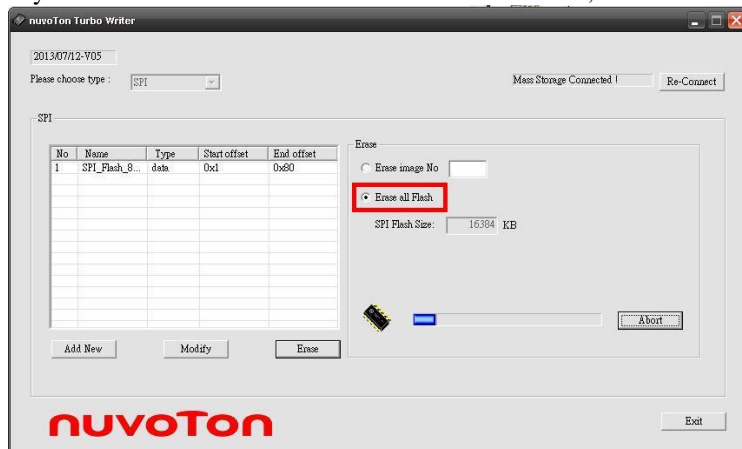 nuvoTon Turbo Writer
2013/07/12-V05
Please choose type : SPI
Mass Storage Connected ! Re-Connect
SPI
No Name Type Start offset End offset
1 SPI_Flash_8... data 0x1 0x80
Erase
Erase image No
Erase all Flash
SPI Flash Size: 16384 KB
Abort
Add New Modify Erase
nuvoTon
Exit